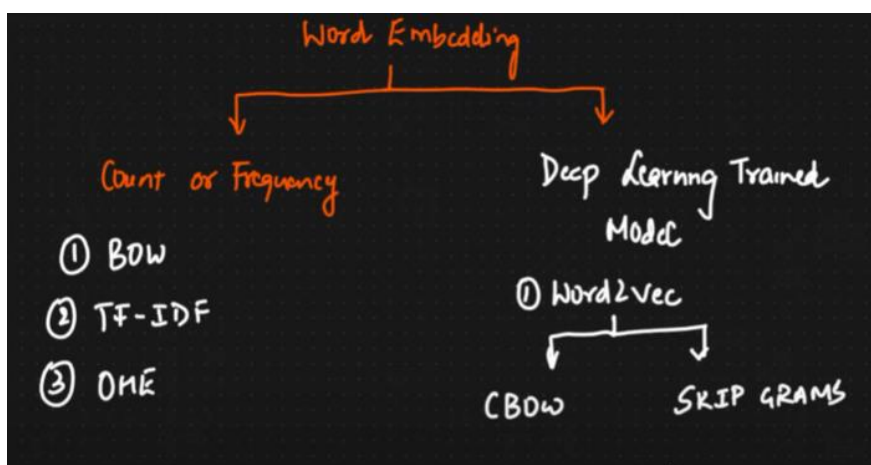 Word Embedding
Count or Frequency
① BOW
② TF-IDF
③ OHE
Deep Learning Trained
Model
① Word2Vec
CBOW
SKIP GRAMS